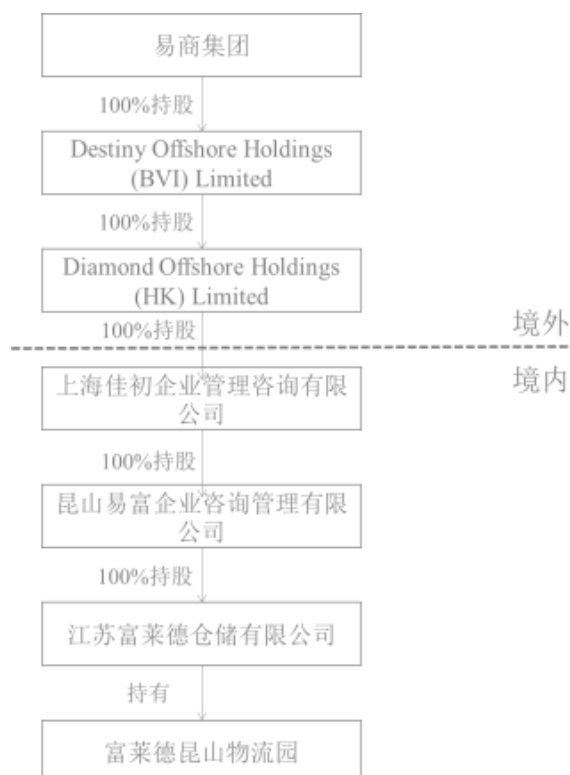 易商集团
100%持股
Destiny Offshore Holdings
(BVI) Limited
100%持股
Diamond Offshore Holdings
(HK) Limited
100%持股
境外
境内
上海佳初企业管理咨询有限
公司
100%持股
昆山易富企业咨询管理有限
公司
100%持股
江苏富莱德仓储有限公司
持有
富莱德昆山物流园